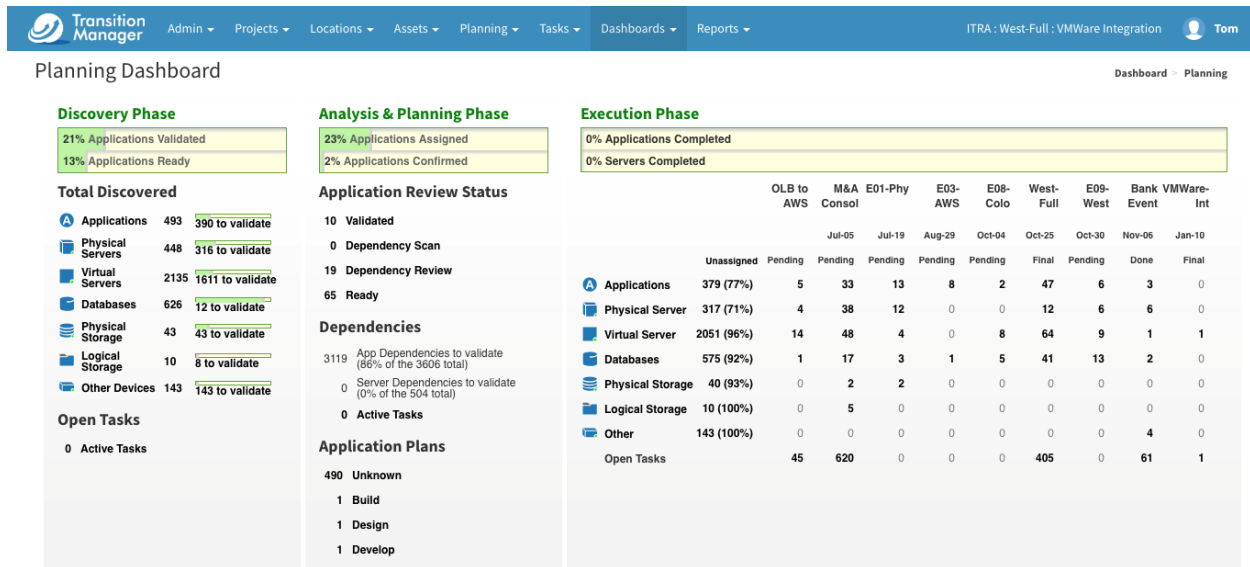 Transition Manager
Admin Projects Locations Assets Planning Tasks Dashboards Reports
ITRA : West-Full : VMWare Integration Tom
Planning Dashboard
Dashboard > Planning
Discovery Phase
21% Applications Validated
13% Applications Ready
Total Discovered
Applications 493 390 to validate
Physical Servers 448 316 to validate
Virtual Servers 2135 1611 to validate
Databases 626 12 to validate
Physical Storage 43 43 to validate
Logical Storage 10 8 to validate
Other Devices 143 143 to validate
Open Tasks
0 Active Tasks
Analysis & Planning Phase
23% Applications Assigned
2% Applications Confirmed
Application Review Status
10 Validated
0 Dependency Scan
19 Dependency Review
65 Ready
Dependencies
3119 App Dependencies to validate
(86% of the 3606 total)
0 Server Dependencies to validate
(0% of the 504 total)
0 Active Tasks
Application Plans
490 Unknown
1 Build
1 Design
1 Develop
Execution Phase
0% Applications Completed
0% Servers Completed
OLB to AWS M&A Consol E01-Phy E03-AWS E08-Colo West-Full E09-West Bank Event VMWare-Int
Jul-05 Jul-19 Aug-29 Oct-04 Oct-25 Oct-30 Nov-06 Jan-10
Unassigned Pending Pending Pending Pending Pending Final Pending Done Final
Applications 379 (77%) 5 33 13 8 2 47 6 3 0
Physical Server 317 (71%) 4 38 12 0 0 12 6 6 0
Virtual Server 2051 (96%) 14 48 4 0 8 64 9 1 1
Databases 575 (92%) 1 17 3 1 5 41 13 2 0
Physical Storage 40 (93%) 0 2 2 0 0 0 0 0 0
Logical Storage 10 (100%) 0 5 0 0 0 0 0 0 0
Other 143 (100%) 0 0 0 0 0 0 0 4 0
Open Tasks 45 620 0 0 0 405 0 61 1